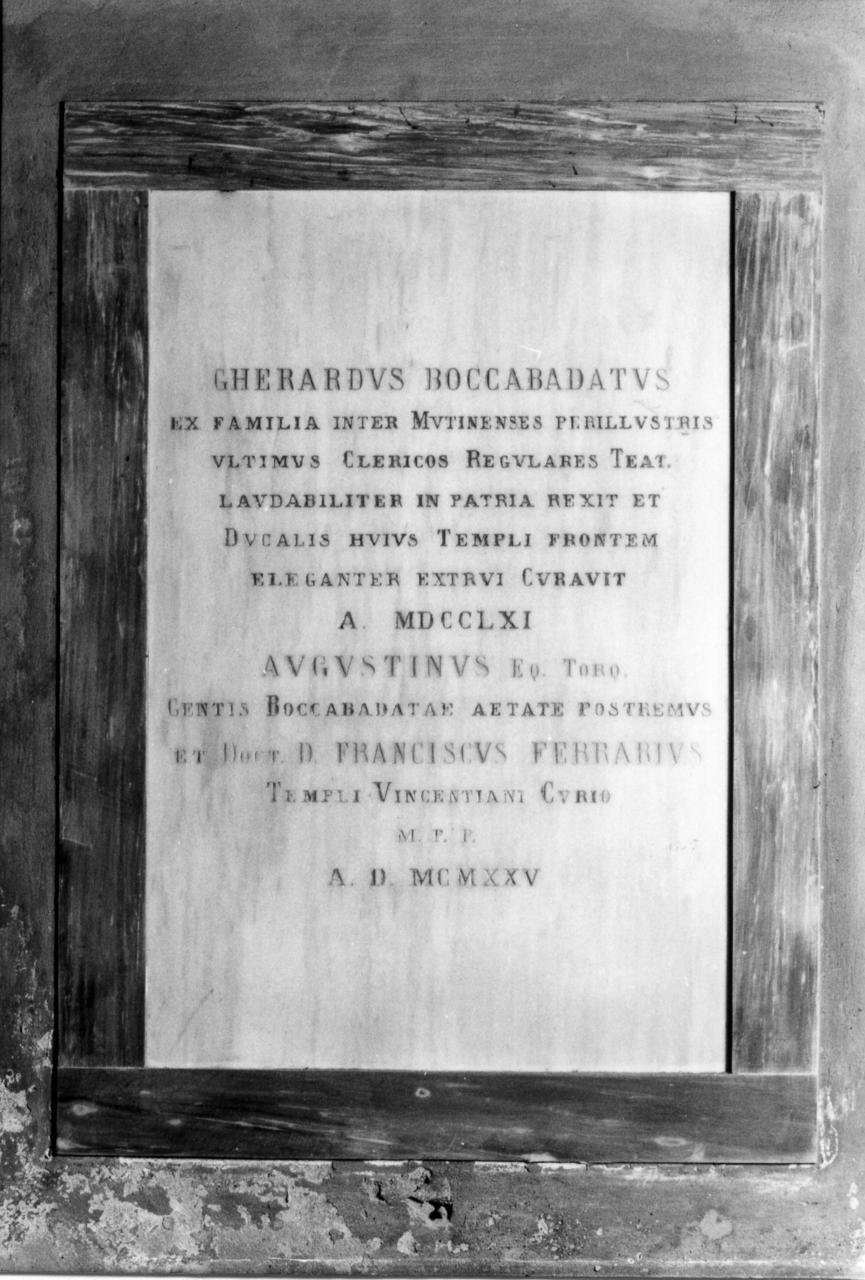 GHERARDVS BOCCABADATVS
EX FAMILIA INTER MVTINENSES PERILLVSTRIS
VLTIMVS CLERICOS REGVLARES TEAT.
LAVDABILITER IN PATRIA REXIT ET
DVCALIS HVIVS TEMPLI FRONTEM
ELEGANTER EXTRVI CVRAVIT
A. MDCCLXI
AVGVSTINVS EQ. TORQ.
GENTIS BOCCABADATAE AETATE POSTREMVS
ET DOCT. D. FRANCISCVS FERRARIVS
TEMPLI VINCENTIANI CVRIO
M. P. P.
A. D. MCMXXV